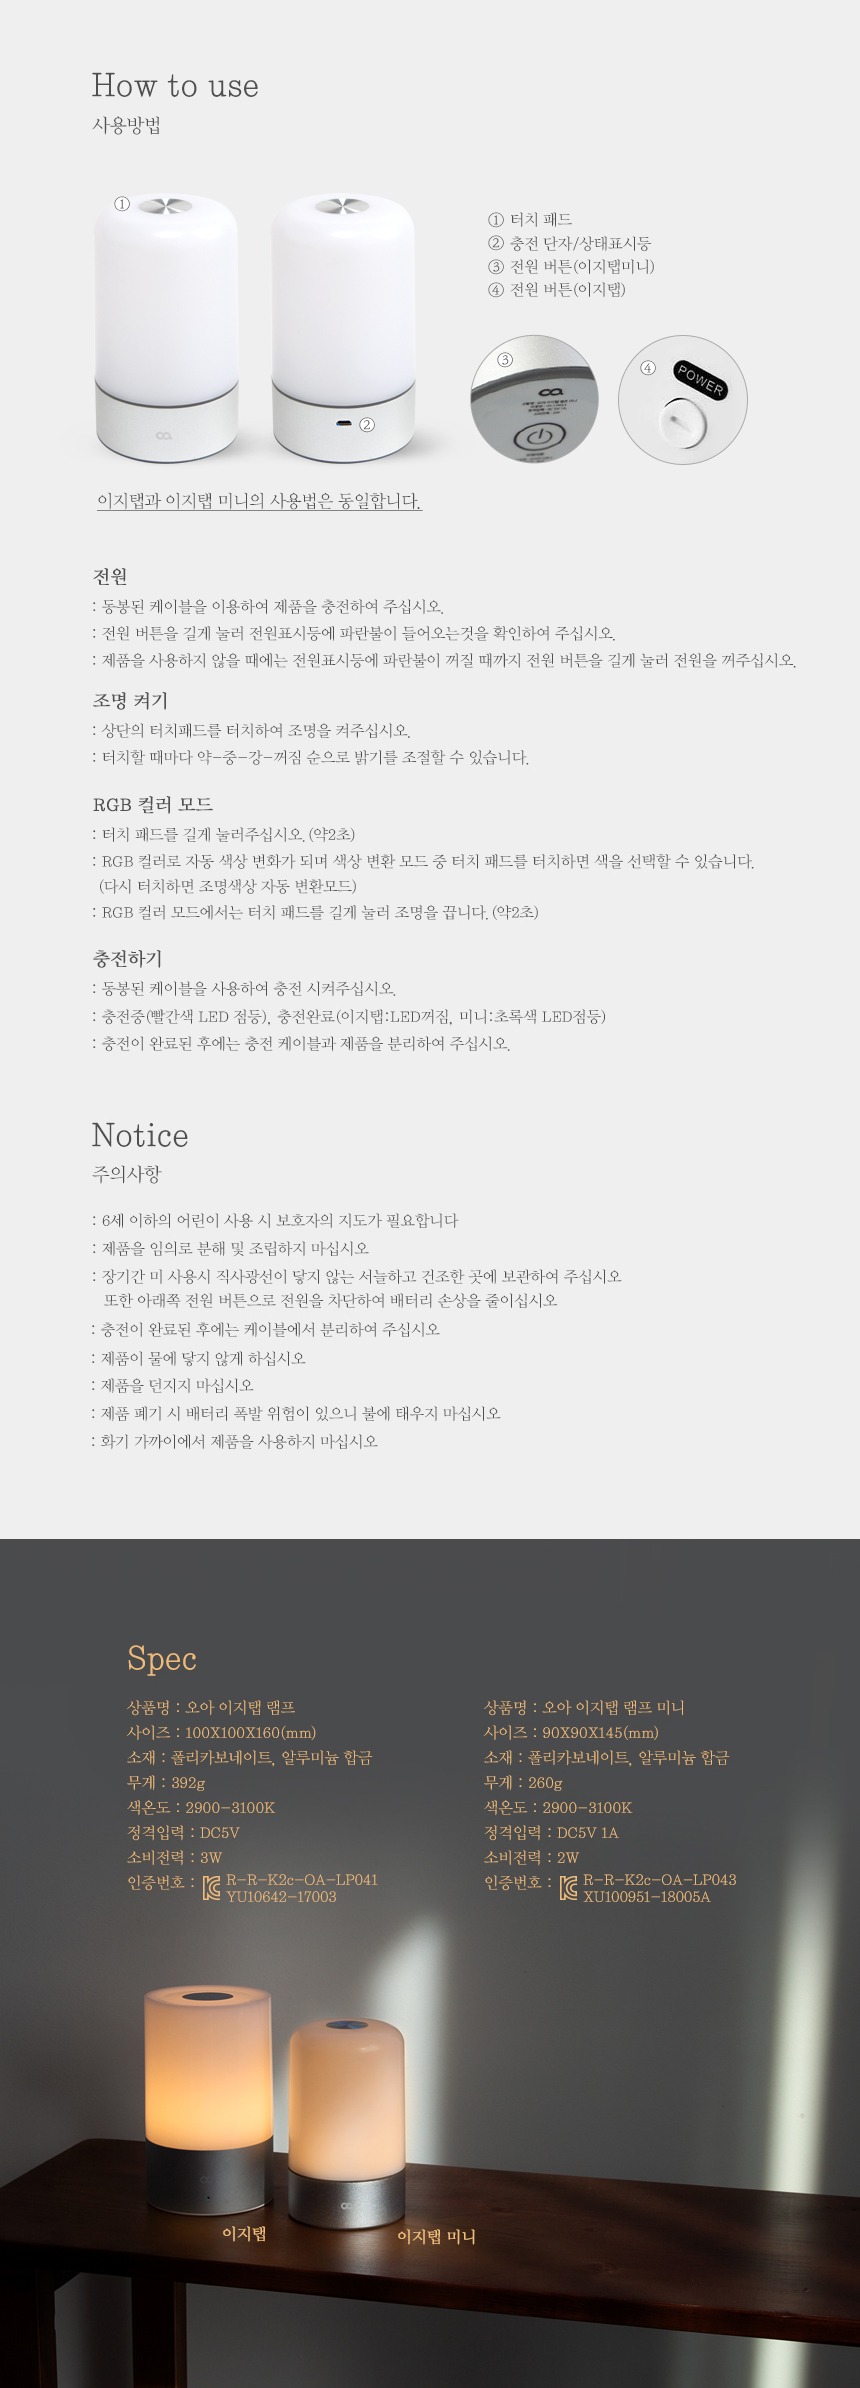 How to use
사용방법
①
① 터치 패드
② 충전 단자/상태표시등
③ 전원 버튼(이지탭미니)
④ 전원 버튼(이지탭)
③
④ POWER
②
이지탭과 이지탭 미니의 사용법은 동일합니다.
전원
: 동봉된 케이블을 이용하여 제품을 충전하여 주십시오.
: 전원 버튼을 길게 눌러 전원표시등에 파란불이 들어오는것을 확인하여 주십시오.
: 제품을 사용하지 않을 때에는 전원표시등에 파란불이 꺼질 때까지 전원 버튼을 길게 눌러 전원을 꺼주십시오.
조명 켜기
: 상단의 터치패드를 터치하여 조명을 켜주십시오.
: 터치할 때마다 약-중-강-꺼짐 순으로 밝기를 조절할 수 있습니다.
RGB 컬러 모드
: 터치 패드를 길게 눌러주십시오. (약2초)
: RGB 컬러로 자동 색상 변화가 되며 색상 변환 모드 중 터치 패드를 터치하면 색을 선택할 수 있습니다.
(다시 터치하면 조명색상 자동 변환모드)
: RGB 컬러 모드에서는 터치 패드를 길게 눌러 조명을 끕니다. (약2초)
충전하기
: 동봉된 케이블을 사용하여 충전 시켜주십시오.
: 충전중(빨간색 LED 점등), 충전완료(이지탭:LED꺼짐, 미니:초록색 LED점등)
: 충전이 완료된 후에는 충전 케이블과 제품을 분리하여 주십시오.
Notice
주의사항
: 6세 이하의 어린이 사용 시 보호자의 지도가 필요합니다
: 제품을 임의로 분해 및 조립하지 마십시오
: 장기간 미 사용시 직사광선이 닿지 않는 서늘하고 건조한 곳에 보관하여 주십시오
또한 아래쪽 전원 버튼으로 전원을 차단하여 배터리 손상을 줄이십시오
: 충전이 완료된 후에는 케이블에서 분리하여 주십시오
: 제품이 물에 닿지 않게 하십시오
: 제품을 던지지 마십시오
: 제품 폐기 시 배터리 폭발 위험이 있으니 불에 태우지 마십시오
: 화기 가까이에서 제품을 사용하지 마십시오
Spec
상품명 : 오아 이지탭 램프
사이즈 : 100X100X160(mm)
소재 : 폴리카보네이트, 알루미늄 합금
무게 : 392g
색온도 : 2900-3100K
정격입력 : DC5V
소비전력 : 3W
인증번호 : R-R-K2c-OA-LP041
YU10642-17003
상품명 : 오아 이지탭 램프 미니
사이즈 : 90X90X145(mm)
소재 : 폴리카보네이트, 알루미늄 합금
무게 : 260g
색온도 : 2900-3100K
정격입력 : DC5V 1A
소비전력 : 2W
인증번호 : R-R-K2c-OA-LP043
XU100951-18005A
이지탭
이지탭 미니